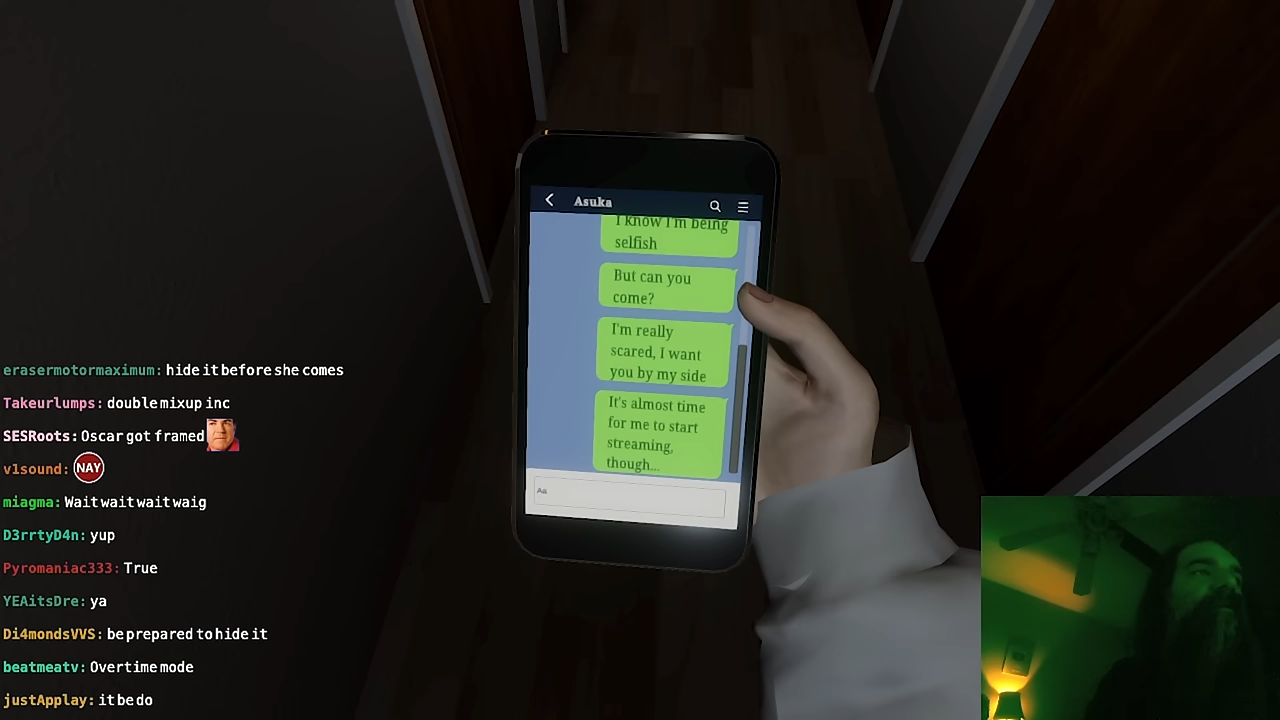 Asuka
I know I'm being
selfish
But can you
come?
I'm really
scared, I want
you by my side
It's almost time
for me to start
streaming,
though...
Aa
erasermotormaximum: hide it before she comes
Takeurlumps: double mixup inc
SESRoots: Oscar got framed
v1sound: NAY
miagma: Wait wait wait waig
D3rrtyD4n: yup
Pyromaniac333: True
YEAitsDre: ya
Di4mondsVVS: be prepared to hide it
beatmeatv: Overtime mode
justApplay: it be do